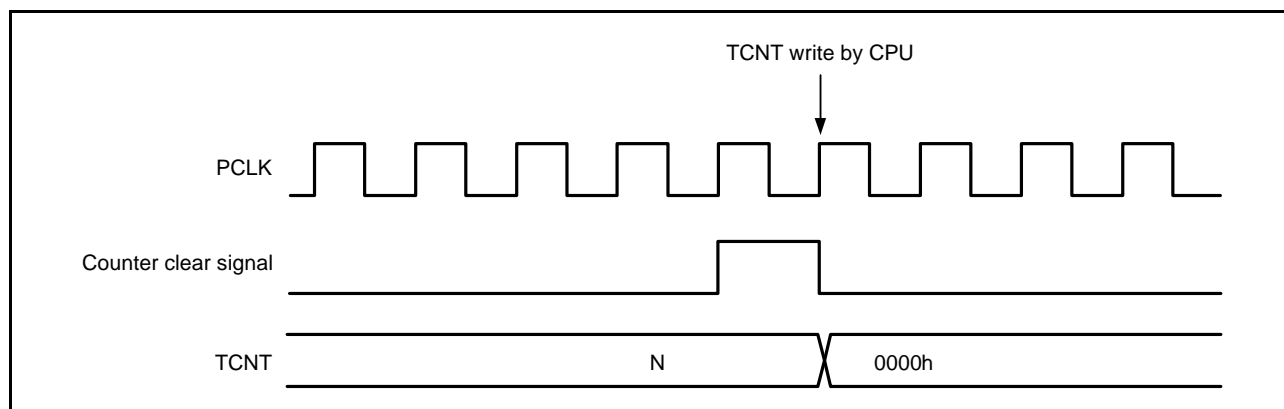 TCNT write by CPU
PCLK
Counter clear signal
TCNT
N
0000h